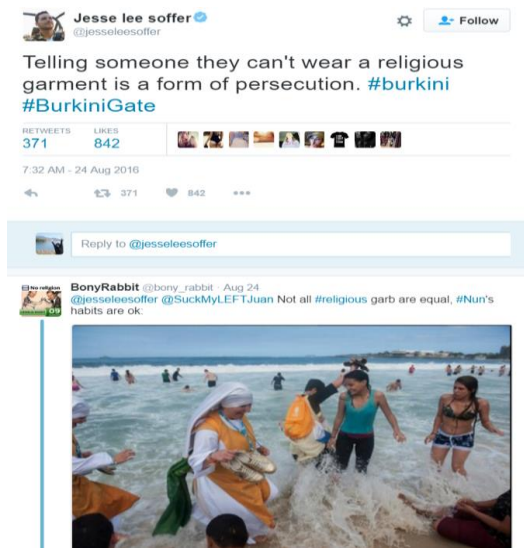 Jesse lee soffer
@jesseleesoffer
Follow
Telling someone they can't wear a religious
garment is a form of persecution. #burkini
#BurkiniGate
RETWEETS LIKES
371 842
7:32 AM - 24 Aug 2016
371 842
Reply to @jesseleesoffer
No religion
BonyRabbit @bony_rabbit · Aug 24
@jesseleesoffer @SuckMyLEFTJuan Not all #religious garb are equal, #Nun's
habits are ok: